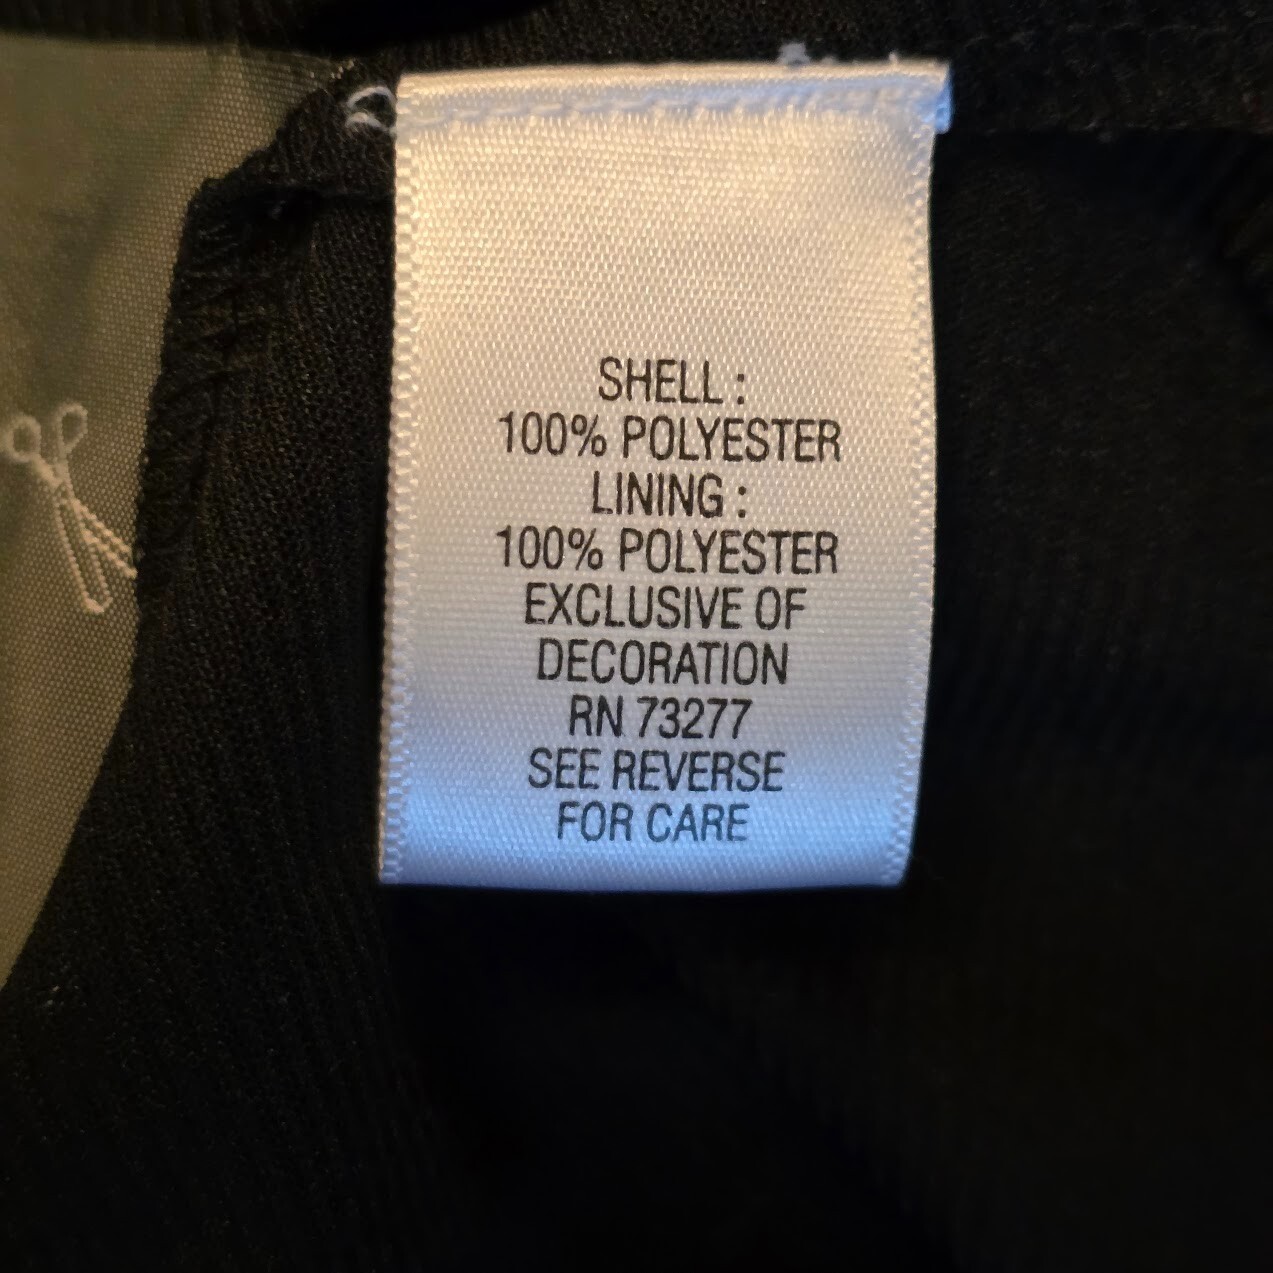 SHELL :
100% POLYESTER
LINING :
100% POLYESTER
EXCLUSIVE OF
DECORATION
RN 73277
SEE REVERSE
FOR CARE